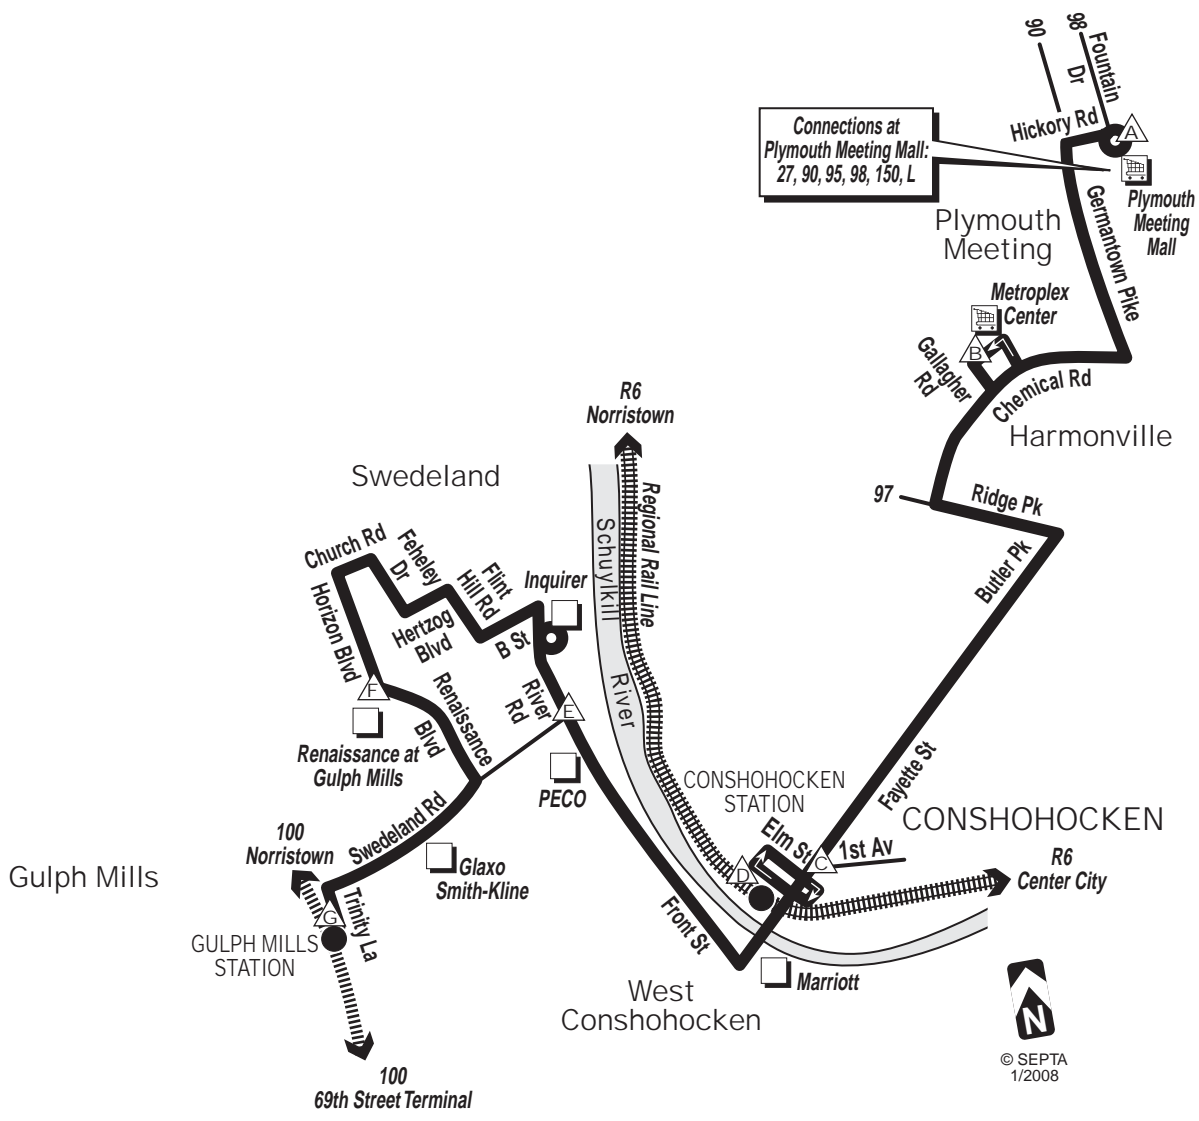 90
98
Fountain
Dr
Hickory Rd
A
Connections at
Plymouth Meeting Mall:
27, 90, 95, 98, 150, L
Plymouth
Meeting
Mall
Plymouth
Meeting
Germantown Pike
Metroplex
Center
B
Gallagher
Rd
Chemical Rd
Harmonville
R6
Norristown
97
Ridge Pk
Butler Pk
Swedeland
Regional Rail Line
Schuylkill
River
Church Rd
Feheley
Dr
Flint
Hill Rd
Inquirer
Horizon Blvd
Hertzog
Blvd
B St
River
Rd
E
F
Renaissance
Blvd
Renaissance at
Gulph Mills
PECO
CONSHOHOCKEN
STATION
Fayette St
CONSHOHOCKEN
Elm St
C
1st Av
D
R6
Center City
100
Norristown
Swedeland Rd
Glaxo
Smith-Kline
Gulph Mills
G
Trinity La
GULPH MILLS
STATION
Front St
Marriott
West
Conshohocken
N
© SEPTA
1/2008
100
69th Street Terminal